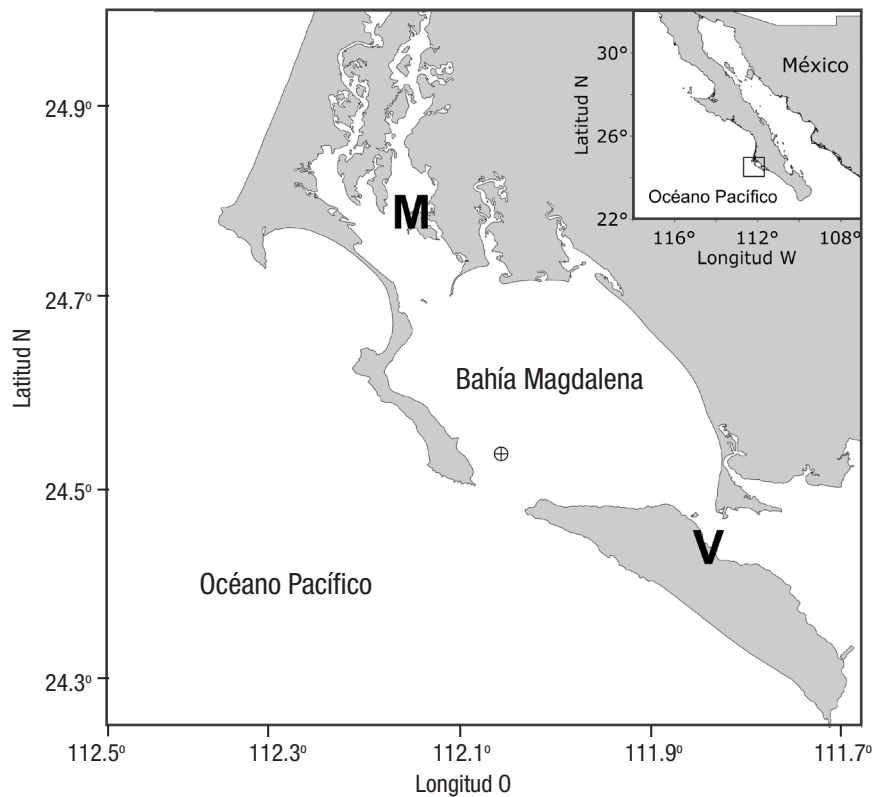 30°
México
Latitud N
26°
Océano Pacífico
22°
116° 112° 108°
Longitud W
24.9º
M
24.7º
Latitud N
Bahía Magdalena
24.5º
V
Océano Pacífico
24.3º
112.5º 112.3º 112.1º 111.9º 111.7º
Longitud O